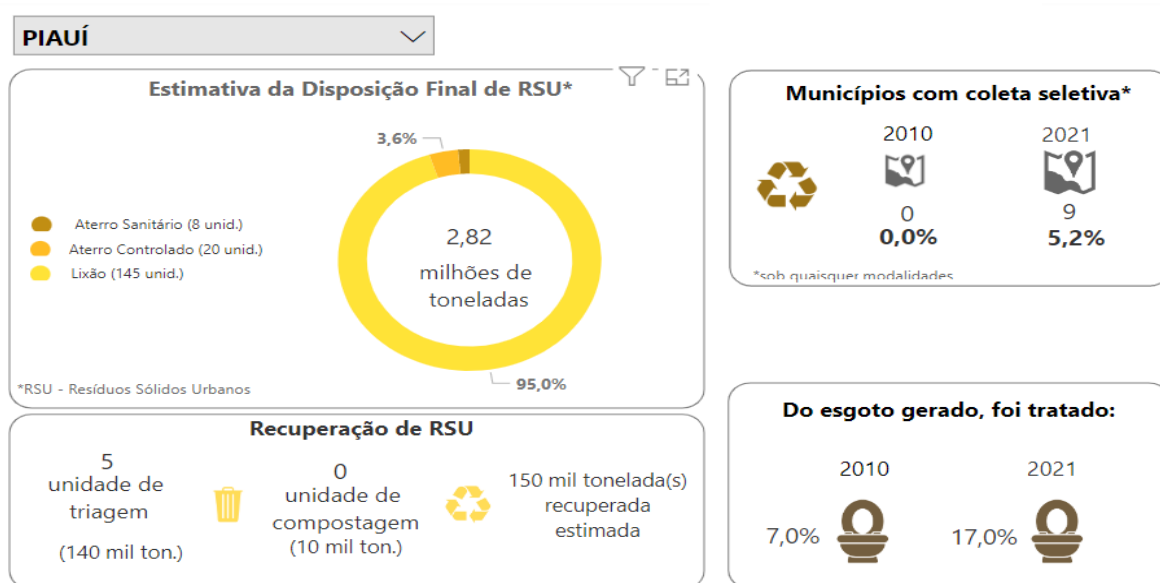 PIAUÍ
Estimativa da Disposição Final de RSU*
3,6%
Aterro Sanitário (8 unid.)
Aterro Controlado (20 unid.)
Lixão (145 unid.)
2,82
milhões de
toneladas
95,0%
*RSU - Resíduos Sólidos Urbanos
Municípios com coleta seletiva*
2010
2021
0
0,0%
9
5,2%
*sob quaisquer modalidades
Recuperação de RSU
5
unidade de
triagem
(140 mil ton.)
0
unidade de
compostagem
(10 mil ton.)
150 mil tonelada(s)
recuperada
estimada
Do esgoto gerado, foi tratado:
2010
2021
7,0%
17,0%